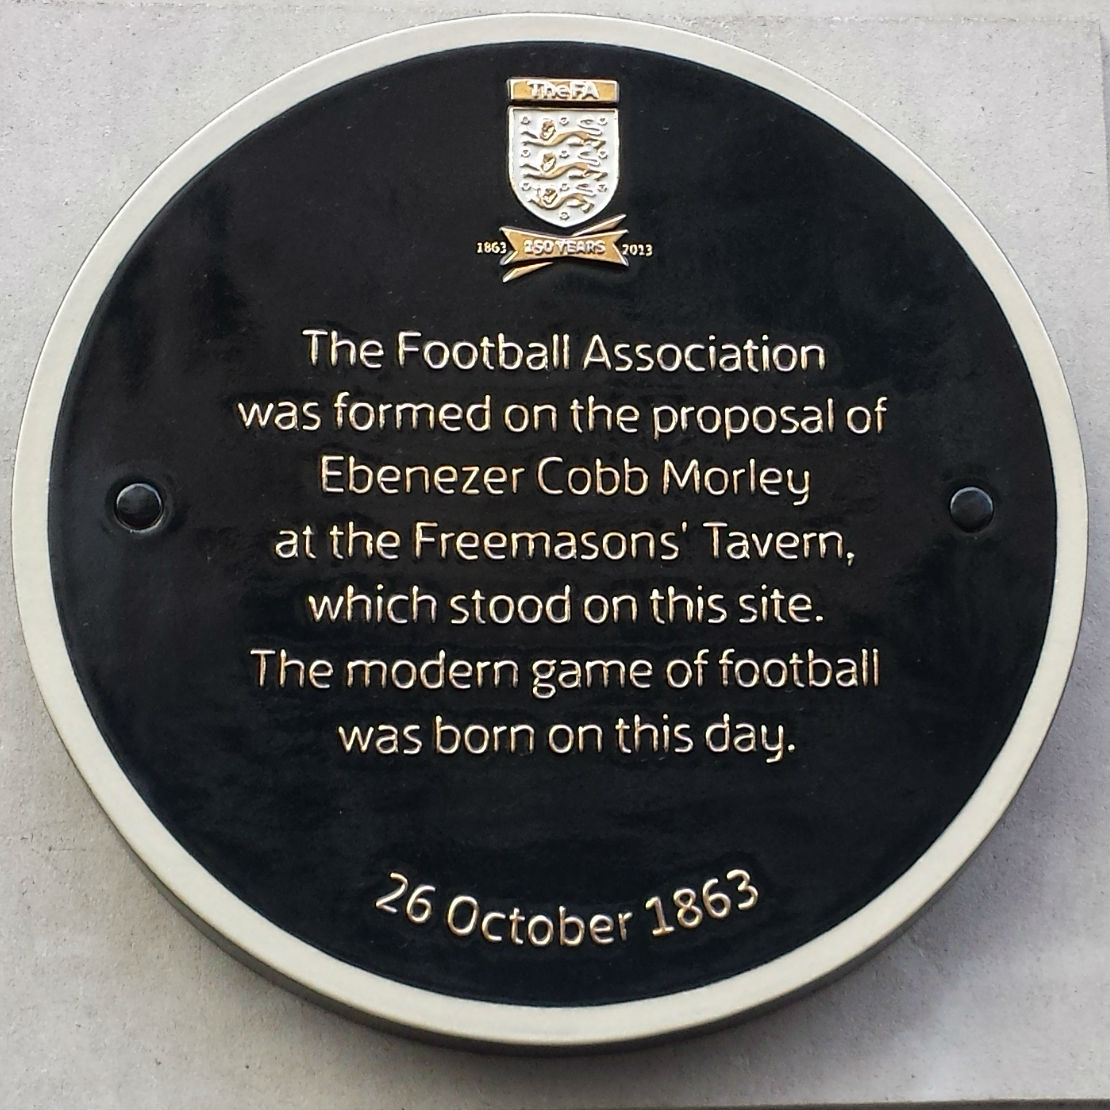 The FA
1863 150 YEARS 2013
The Football Association
was formed on the proposal of
Ebenezer Cobb Morley
at the Freemasons' Tavern,
which stood on this site.
The modern game of football
was born on this day.
26 October 1863